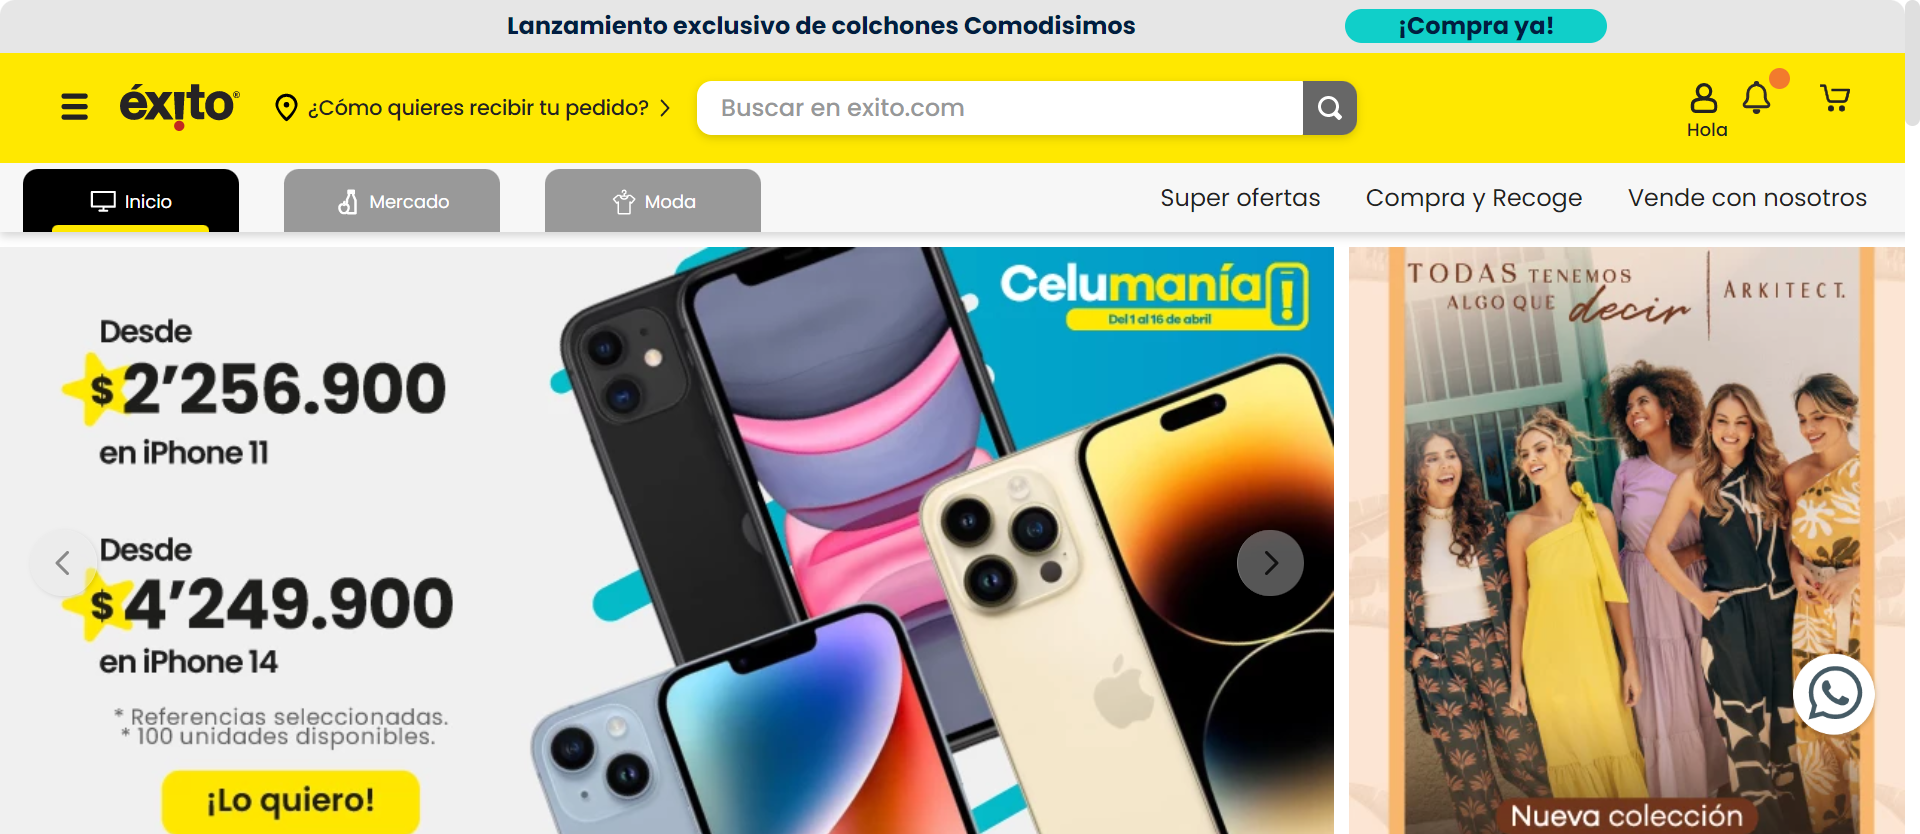 Lanzamiento exclusivo de colchones Comodisimos
¡Compra ya!
éxito®
¿Cómo quieres recibir tu pedido?
Buscar en exito.com
Hola
Inicio
Mercado
Moda
Super ofertas
Compra y Recoge
Vende con nosotros
Desde
$ 2’256.900
en iPhone 11
Desde
$ 4’249.900
en iPhone 14
* Referencias seleccionadas.
* 100 unidades disponibles.
¡Lo quiero!
Celumanía
Del 1 al 16 de abril
TODAS TENEMOS
ALGO QUE decir
ARKITECT.
Nueva colección